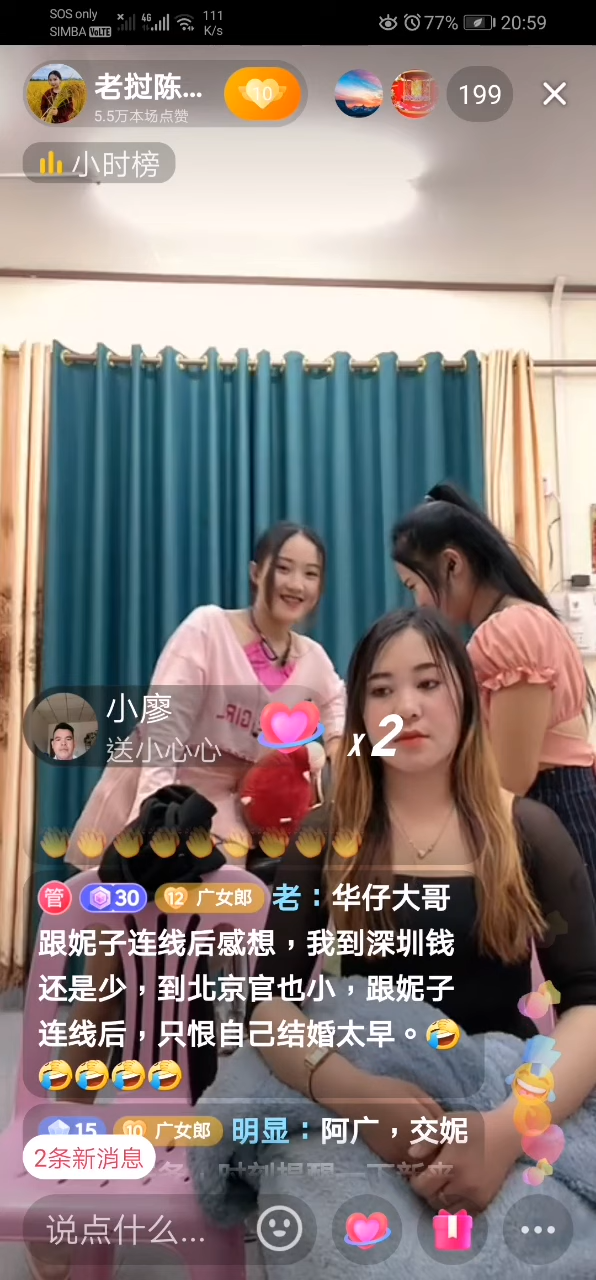 SOS only
111
4G
77%
20:59
SIMBA VoLTE
K/s
老挝陈...
10
199
5.5万本场点赞
小时榜
小廖
送小心心
x2
管 30 12 广女郎 老：华仔大哥
跟妮子连线后感想，我到深圳钱
还是少，到北京官也小，跟妮子
连线后，只恨自己结婚太早。
15 10 广女郎 明显：阿广，交妮
2条新消息
说点什么...